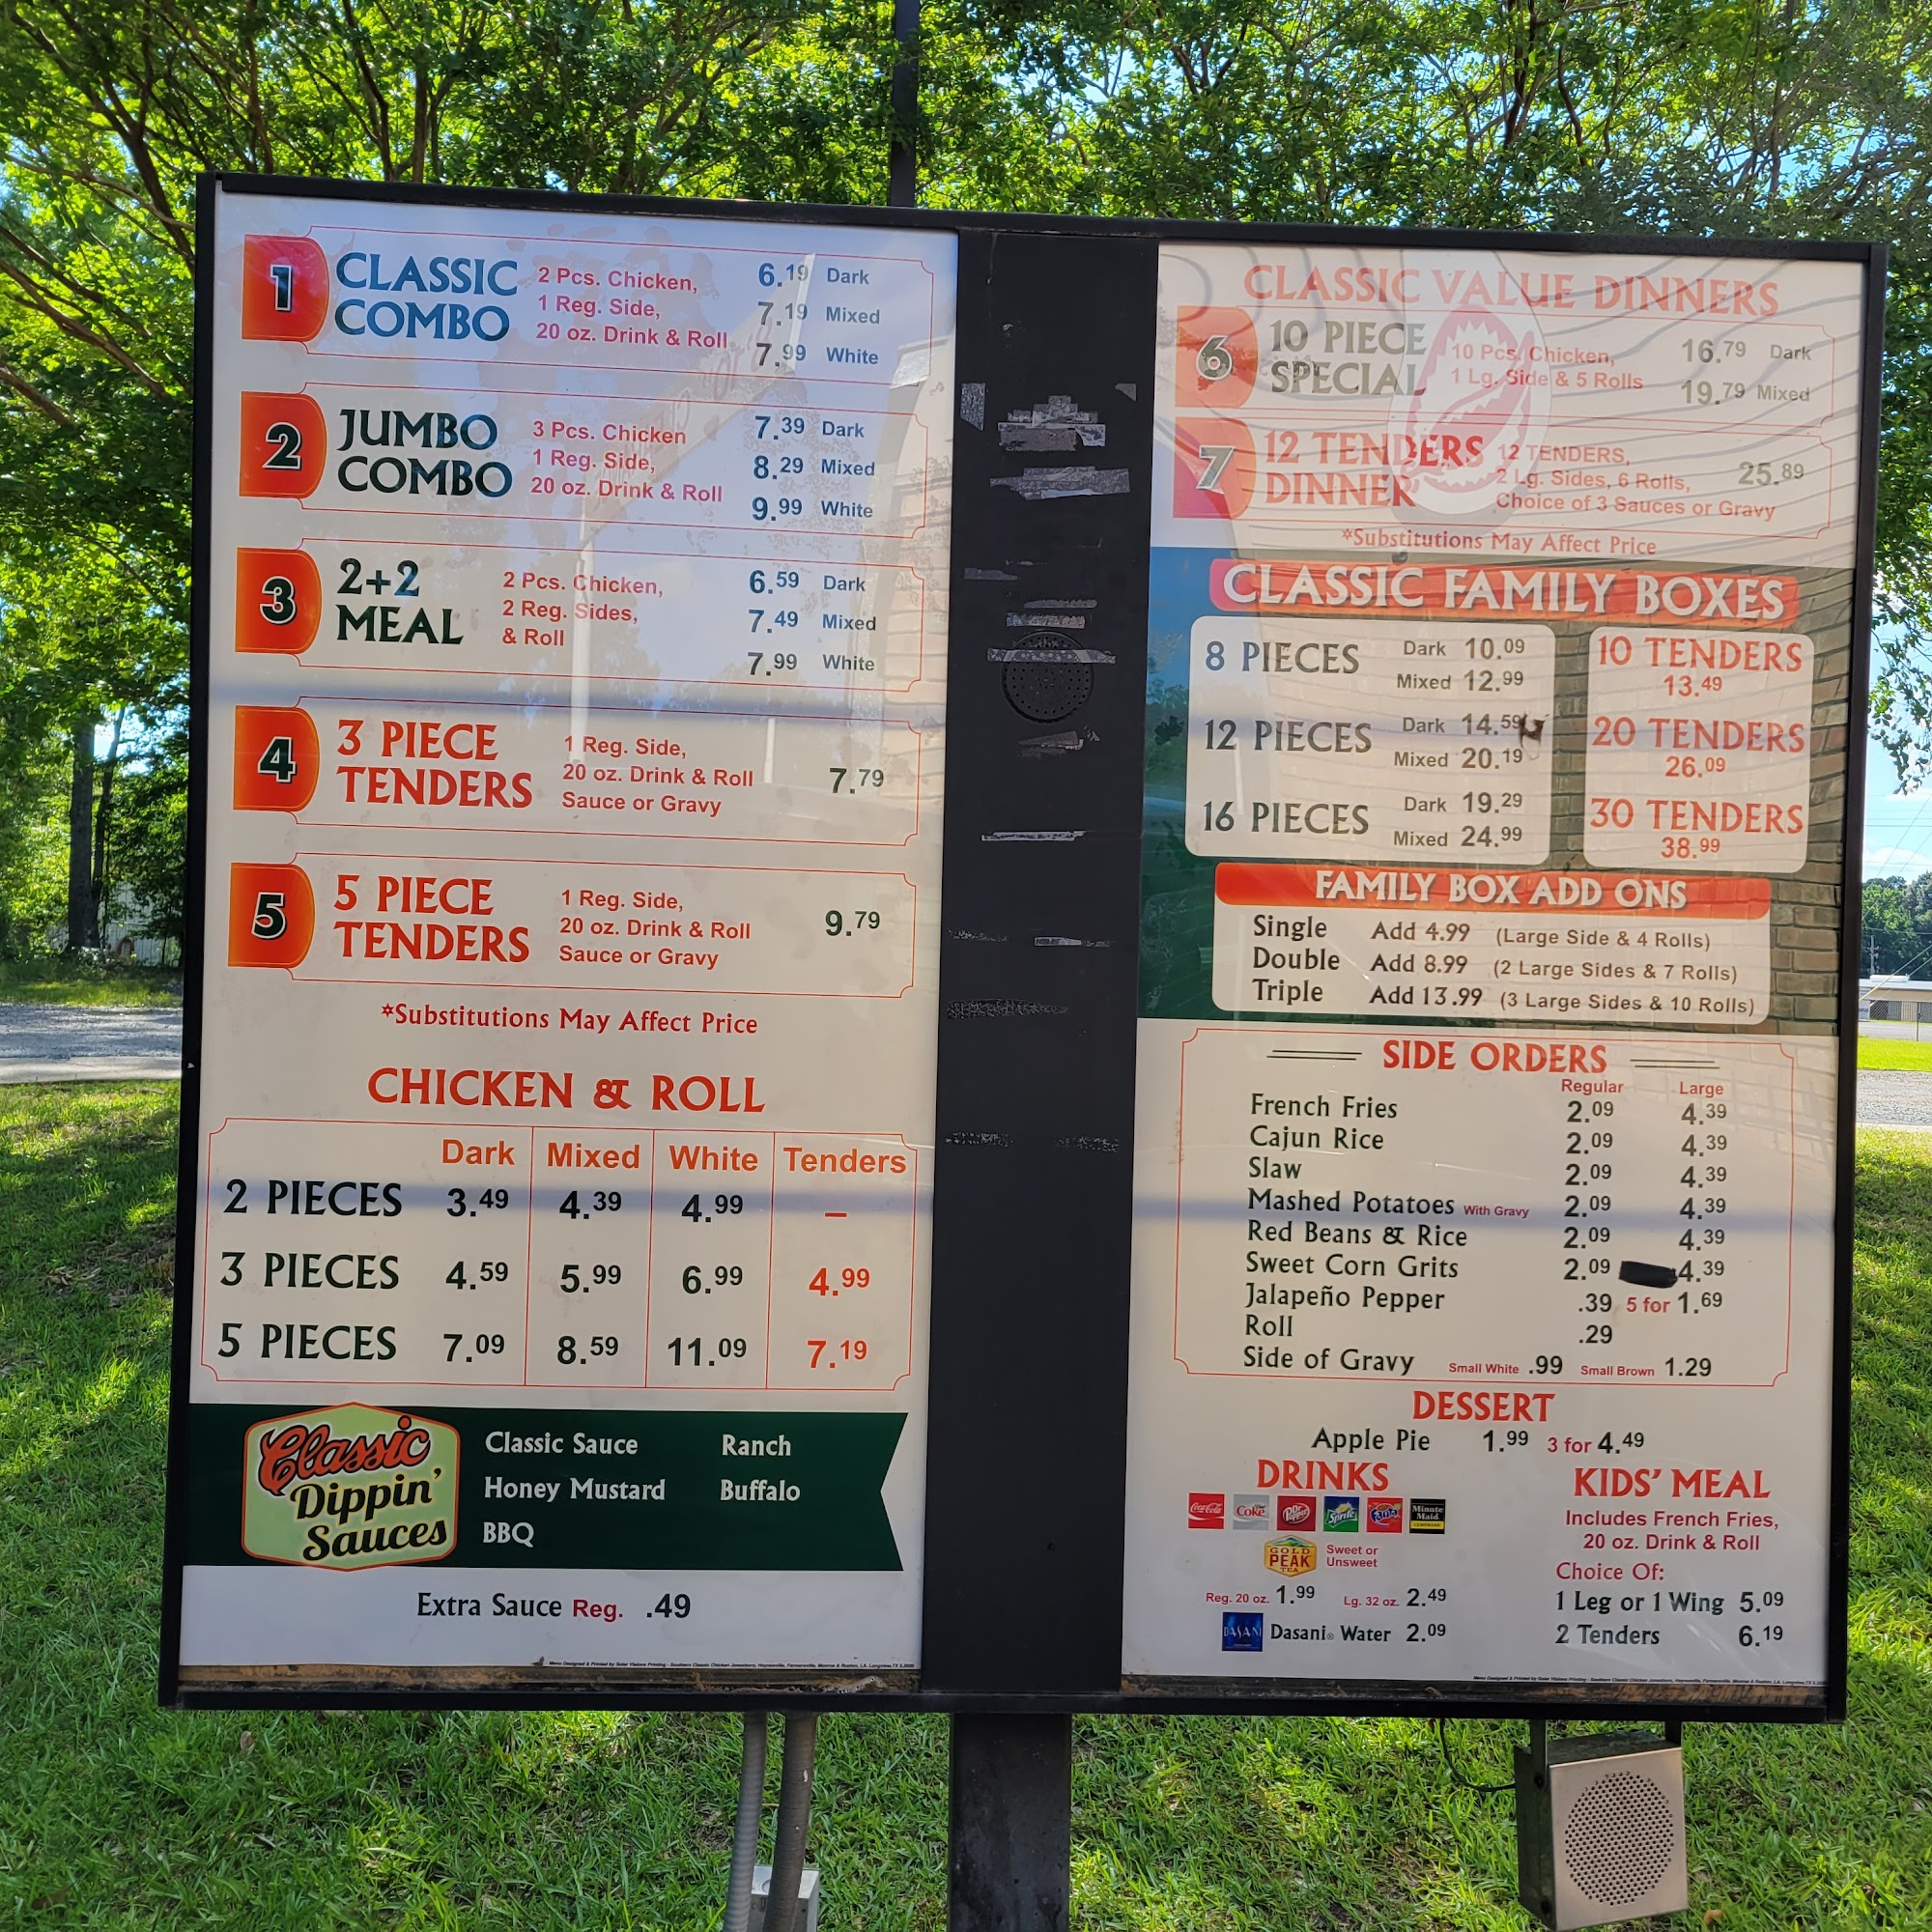 1 CLASSIC COMBO
2 Pcs. Chicken,
1 Reg. Side,
20 oz. Drink & Roll
6.19 Dark
7.19 Mixed
7.99 White
2 JUMBO COMBO
3 Pcs. Chicken
1 Reg. Side,
20 oz. Drink & Roll
7.39 Dark
8.29 Mixed
9.99 White
3 2+2 MEAL
2 Pcs. Chicken,
2 Reg. Sides,
& Roll
6.59 Dark
7.49 Mixed
7.99 White
4 3 PIECE TENDERS
1 Reg. Side,
20 oz. Drink & Roll
Sauce or Gravy
7.79
5 5 PIECE TENDERS
1 Reg. Side,
20 oz. Drink & Roll
Sauce or Gravy
9.79
*Substitutions May Affect Price
CHICKEN & ROLL
Dark Mixed White Tenders
2 PIECES 3.49 4.39 4.99 –
3 PIECES 4.59 5.99 6.99 4.99
5 PIECES 7.09 8.59 11.09 7.19
Classic Dippin' Sauces
Classic Sauce Ranch
Honey Mustard Buffalo
BBQ
Extra Sauce Reg. .49
CLASSIC VALUE DINNERS
6 10 PIECE SPECIAL
10 Pcs. Chicken,
1 Lg. Side & 5 Rolls
16.79 Dark
19.79 Mixed
7 12 TENDERS DINNER
12 TENDERS,
2 Lg. Sides, 6 Rolls,
Choice of 3 Sauces or Gravy
25.89
*Substitutions May Affect Price
CLASSIC FAMILY BOXES
8 PIECES Dark 10.09
Mixed 12.99
12 PIECES Dark 14.59
Mixed 20.19
16 PIECES Dark 19.29
Mixed 24.99
10 TENDERS
13.49
20 TENDERS
26.09
30 TENDERS
38.99
FAMILY BOX ADD ONS
Single Add 4.99 (Large Side & 4 Rolls)
Double Add 8.99 (2 Large Sides & 7 Rolls)
Triple Add 13.99 (3 Large Sides & 10 Rolls)
SIDE ORDERS
Regular Large
French Fries 2.09 4.39
Cajun Rice 2.09 4.39
Slaw 2.09 4.39
Mashed Potatoes With Gravy 2.09 4.39
Red Beans & Rice 2.09 4.39
Sweet Corn Grits 2.09 4.39
Jalapeño Pepper .39 5 for 1.69
Roll .29
Side of Gravy Small White .99 Small Brown 1.29
DESSERT
Apple Pie 1.99 3 for 4.49
DRINKS
Coca-Cola Coke Dr Pepper Sprite Fanta Minute Maid
GOLD PEAK TEA Sweet or Unsweet
Reg. 20 oz. 1.99 Lg. 32 oz. 2.49
DASANI Dasani® Water 2.09
KIDS' MEAL
Includes French Fries,
20 oz. Drink & Roll
Choice Of:
1 Leg or 1 Wing 5.09
2 Tenders 6.19